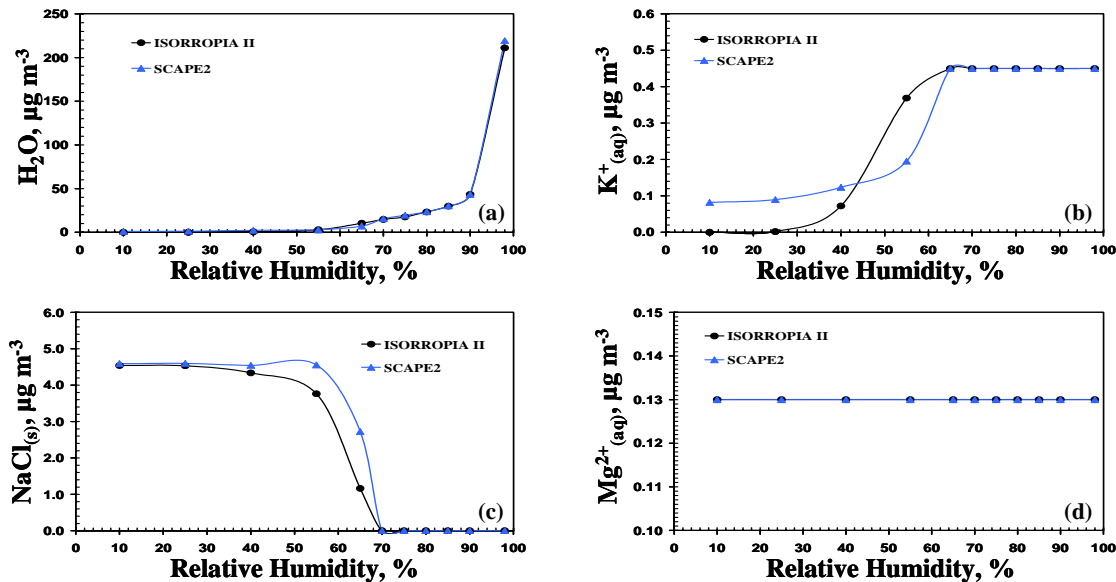 H₂O, μg m⁻³
250
200
150
100
50
0
ISORROPIA II
SCAPE2
(a)
0 10 20 30 40 50 60 70 80 90 100
Relative Humidity, %
K⁺(aq), μg m⁻³
0.6
0.5
0.4
0.3
0.2
0.1
0.0
ISORROPIA II
SCAPE2
(b)
0 10 20 30 40 50 60 70 80 90 100
Relative Humidity, %
NaCl(s), μg m⁻³
6.0
5.0
4.0
3.0
2.0
1.0
0.0
ISORROPIA II
SCAPE2
(c)
0 10 20 30 40 50 60 70 80 90 100
Relative Humidity, %
Mg²⁺(aq), μg m⁻³
0.15
0.14
0.13
0.12
0.11
0.10
ISORROPIA II
SCAPE2
(d)
0 10 20 30 40 50 60 70 80 90 100
Relative Humidity, %